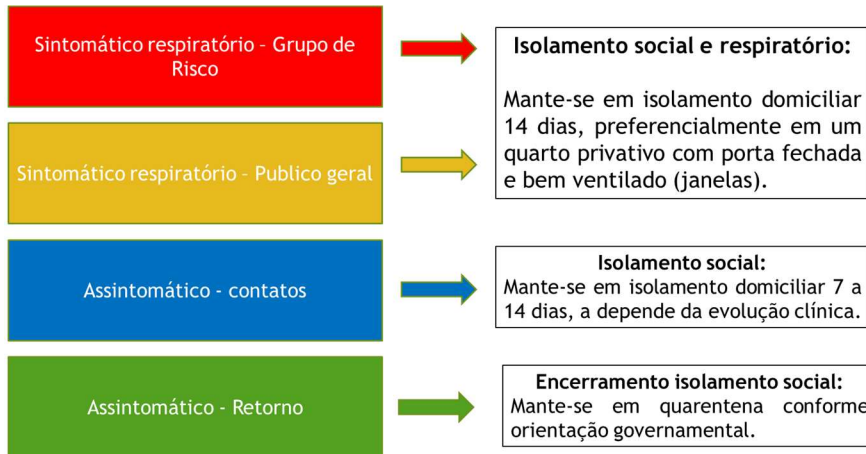 Sintomático respiratório - Grupo de
Risco
Isolamento social e respiratório:
Mante-se em isolamento domiciliar
14 dias, preferencialmente em um
quarto privativo com porta fechada
e bem ventilado (janelas).
Sintomático respiratório - Publico geral
Assintomático - contatos
Isolamento social:
Mante-se em isolamento domiciliar 7 a
14 dias, a depende da evolução clínica.
Assintomático - Retorno
Encerramento isolamento social:
Mante-se em quarentena conforme
orientação governamental.